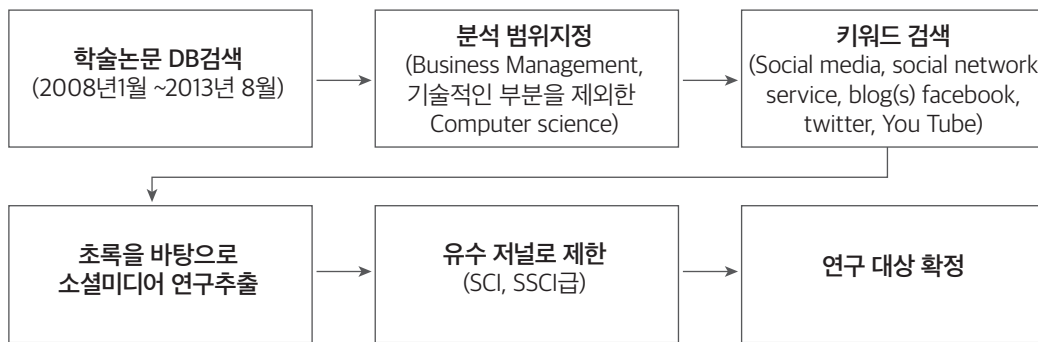 학술논문 DB검색
(2008년1월 ~2013년 8월)
분석 범위지정
(Business Management,
기술적인 부분을 제외한
Computer science)
키워드 검색
(Social media, social network
service, blog(s) facebook,
twitter, You Tube)
초록을 바탕으로
소셜미디어 연구추출
유수 저널로 제한
(SCI, SSCI급)
연구 대상 확정